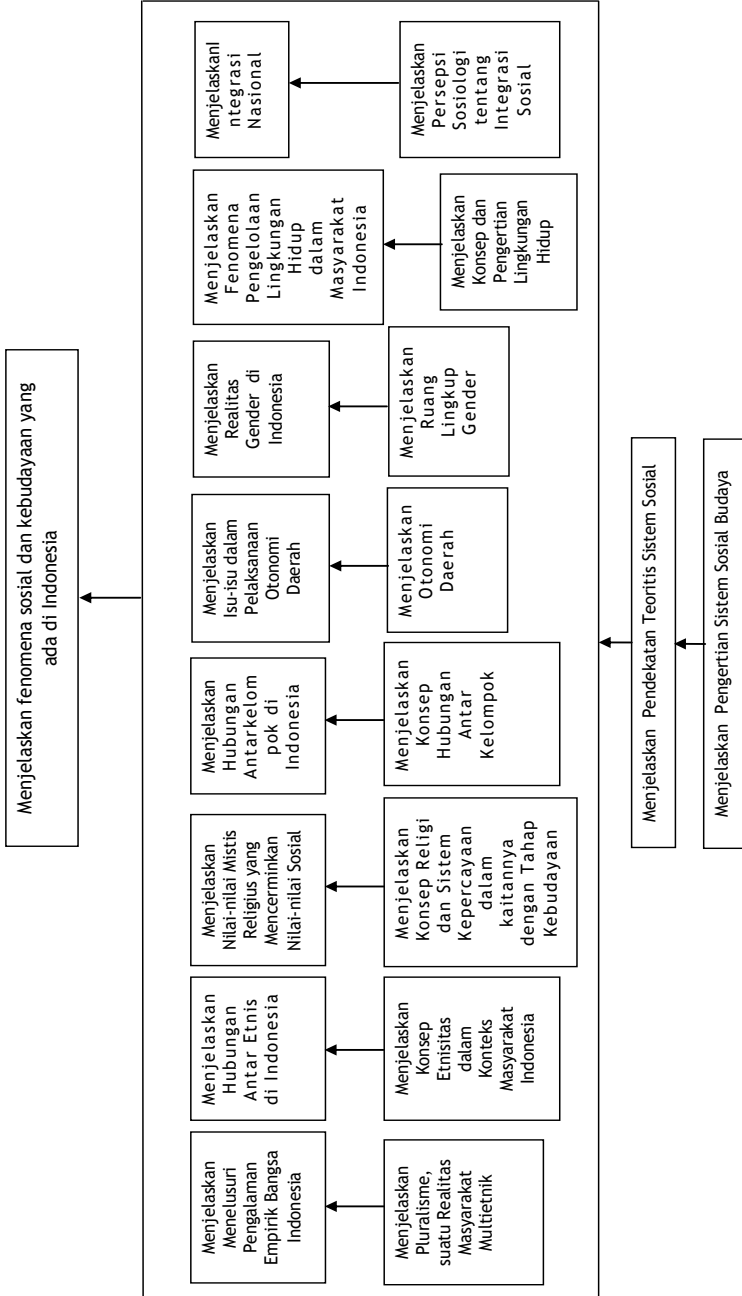 Menjelaskan fenomena sosial dan kebudayaan yang
ada di Indonesia
Menjelaskan
Menelusuri
Pengalaman
Empirik Bangsa
Indonesia
Menjelaskan
Hubungan
Antar Etnis
di Indonesia
Menjelaskan
Nilai-nilai Mistis
Religius yang
Mencerminkan
Nilai-nilai Sosial
Menjelaskan
Hubungan
Antarkelom
pok di
Indonesia
Menjelaskan
Isu-isu dalam
Pelaksanaan
Otonomi
Daerah
Menjelaskan
Realitas
Gender di
Indonesia
Menjelaskan
Fenomena
Pengelolaan
Lingkungan
Hidup
dalam
Masyarakat
Indonesia
MenjelaskanI
ntegrasi
Nasional
Menjelaskan
Pluralisme,
suatu Realitas
Masyarakat
Multietnik
Menjelaskan
Konsep
Etnisitas
dalam
Konteks
Masyarakat
Indonesia
Menjelaskan
Konsep Religi
dan Sistem
Kepercayaan
dalam
kaitannya
dengan Tahap
Kebudayaan
Menjelaskan
Konsep
Hubungan
Antar
Kelompok
Menjelaskan
Otonomi
Daerah
Menjelaskan
Ruang
Lingkup
Gender
Menjelaskan
Konsep dan
Pengertian
Lingkungan
Hidup
Menjelaskan
Persepsi
Sosiologi
tentang
Integrasi
Sosial
Menjelaskan Pendekatan Teoritis Sistem Sosial
Menjelaskan Pengertian Sistem Sosial Budaya